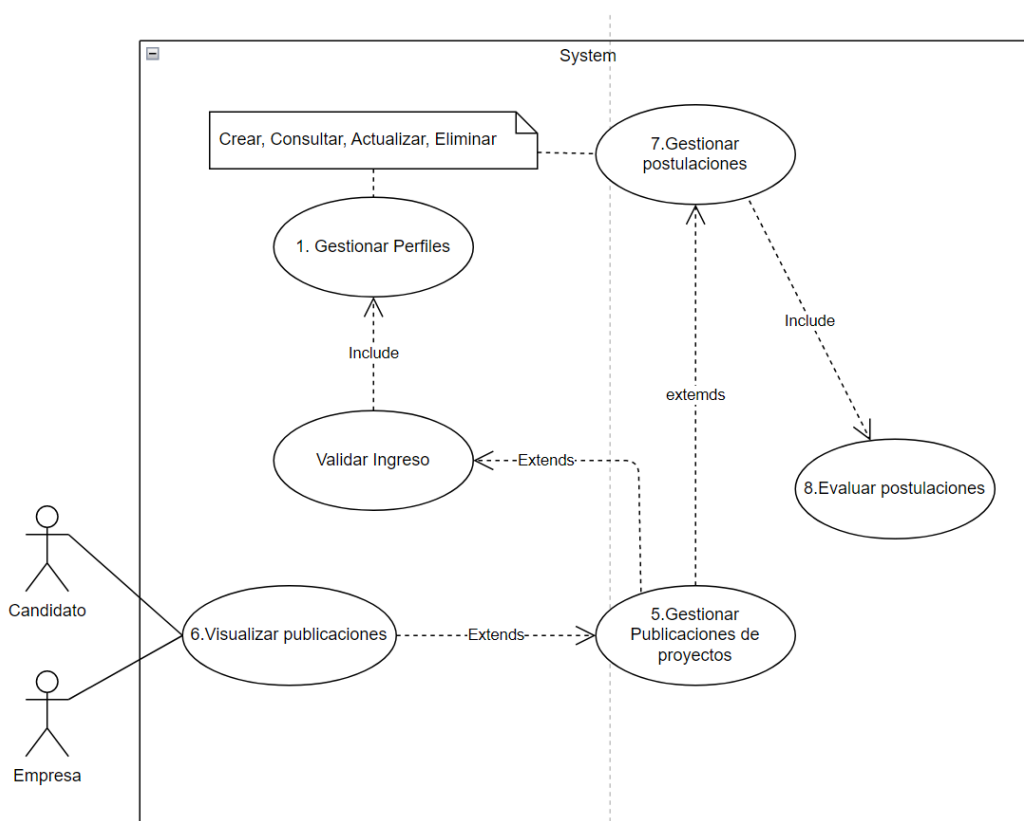 System
Crear, Consultar, Actualizar, Eliminar
7.Gestionar
postulaciones
1. Gestionar Perfiles
Include
Include
extemds
Validar Ingreso
Extends
8.Evaluar postulaciones
Candidato
6.Visualizar publicaciones
Extends
5.Gestionar
Publicaciones de
proyectos
Empresa